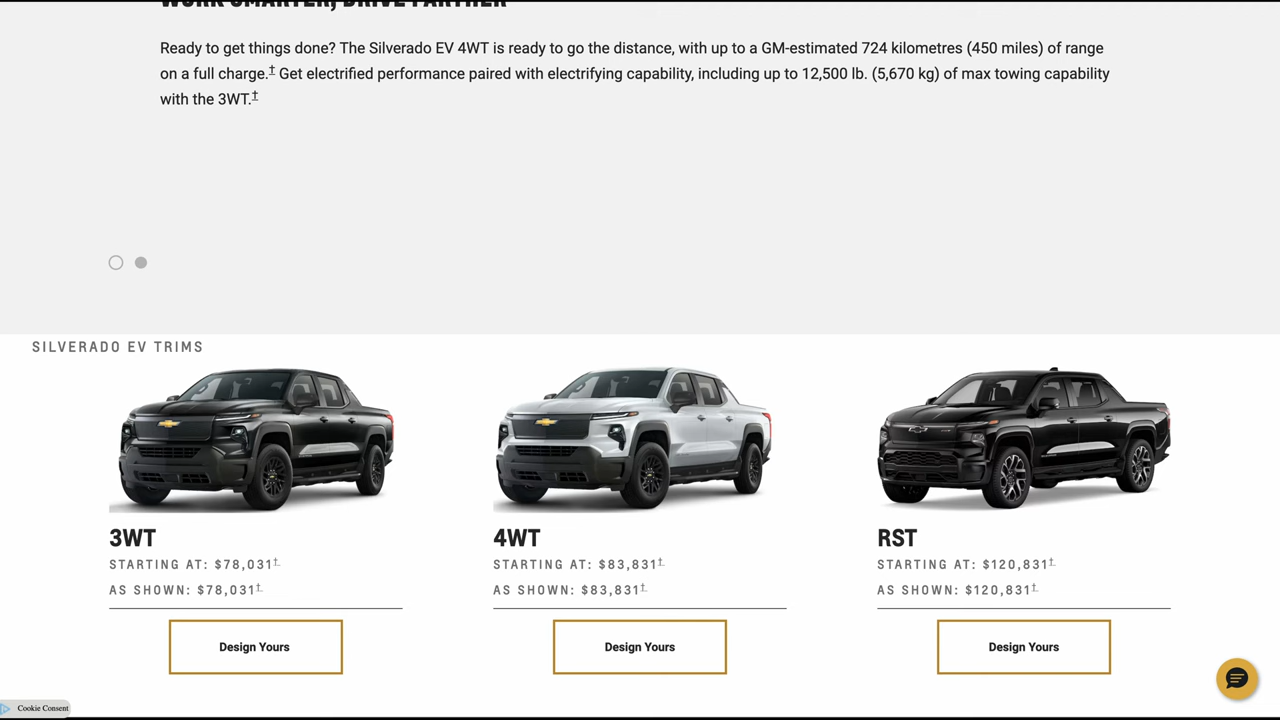 WORK SMARTER, DRIVE FARTHER
Ready to get things done? The Silverado EV 4WT is ready to go the distance, with up to a GM-estimated 724 kilometres (450 miles) of range
on a full charge.† Get electrified performance paired with electrifying capability, including up to 12,500 lb. (5,670 kg) of max towing capability
with the 3WT.†
SILVERADO EV TRIMS
3WT
STARTING AT: $78,031†
AS SHOWN: $78,031†
Design Yours
4WT
STARTING AT: $83,831†
AS SHOWN: $83,831†
Design Yours
RST
STARTING AT: $120,831†
AS SHOWN: $120,831†
Design Yours
Cookie Consent